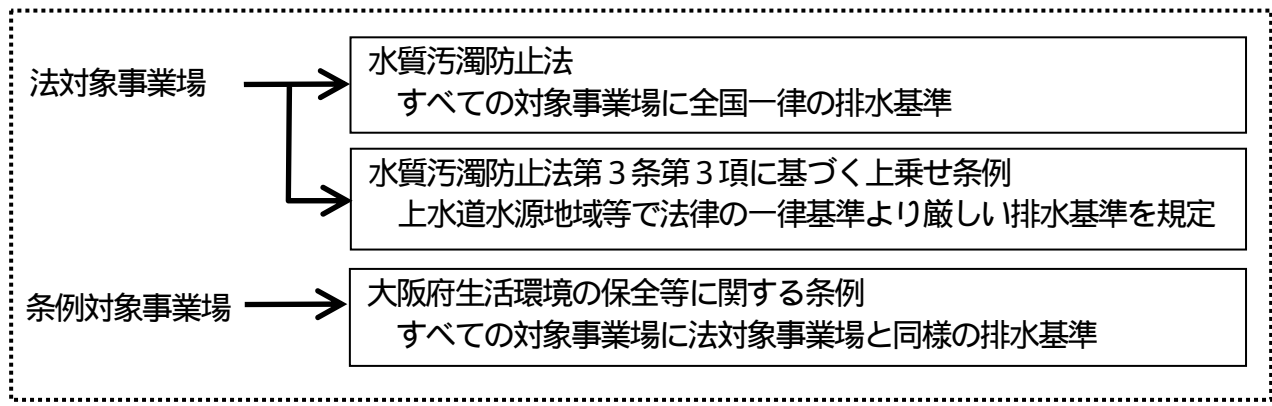 法対象事業場
水質汚濁防止法
すべての対象事業場に全国一律の排水基準
水質汚濁防止法第3条第3項に基づく上乗せ条例
上水道水源地域等で法律の一律基準より厳しい排水基準を規定
条例対象事業場
大阪府生活環境の保全等に関する条例
すべての対象事業場に法対象事業場と同様の排水基準